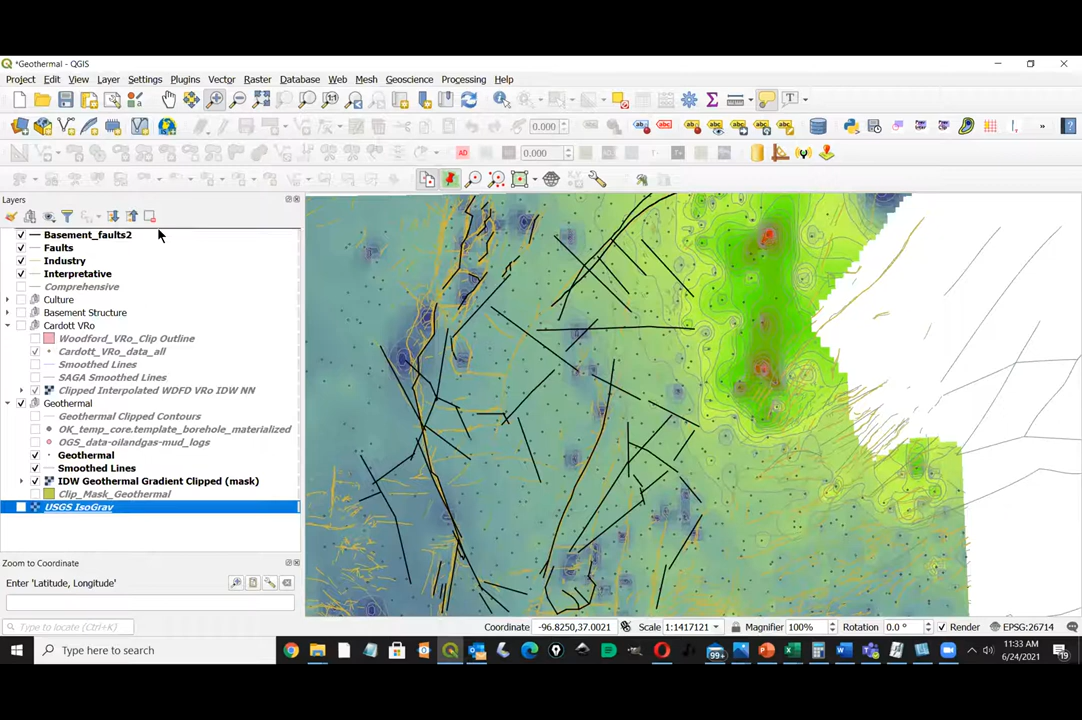 *Geothermal - QGIS
Project Edit View Layer Settings Plugins Vector Raster Database Web Mesh Geoscience Processing Help
0.000
0.000
Layers
Basement_faults2
Faults
Industry
Interpretative
Comprehensive
Culture
Basement Structure
Cardott VRo
Woodford_VRo_Clip Outline
Cardott_VRo_data_all
Smoothed Lines
SAGA Smoothed Lines
Clipped Interpolated WDFD VRo IDW NN
Geothermal
Geothermal Clipped Contours
OK_temp_core.template_borehole_materialized
OGS_data-oilandgas-mud_logs
Geothermal
Smoothed Lines
IDW Geothermal Gradient Clipped (mask)
Clip_Mask_Geothermal
USGS IsoGrav
Zoom to Coordinate
Enter 'Latitude, Longitude'
Type to locate (Ctrl+K)
Coordinate -96.8250,37.0021 Scale 1:1417121 Magnifier 100% Rotation 0.0 ° Render EPSG:26714
Type here to search
99+
11:33 AM
6/24/2021
19